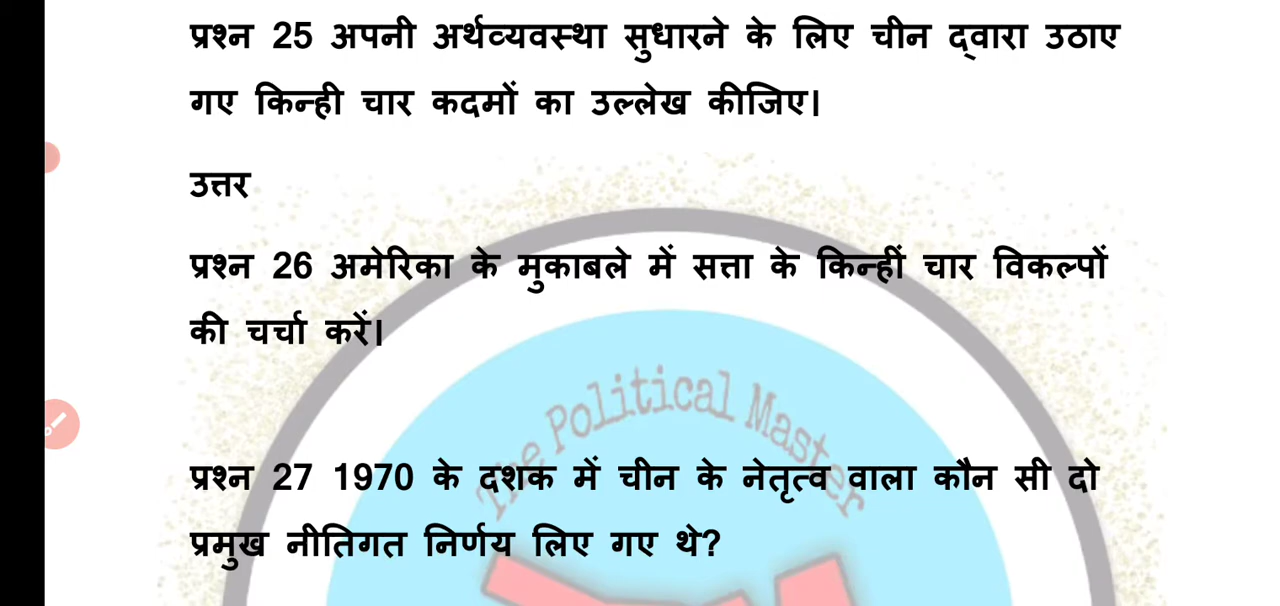 प्रश्न 25 अपनी अर्थव्यवस्था सुधारने के लिए चीन द्वारा उठाए
गए किन्ही चार कदमों का उल्लेख कीजिए।
उत्तर
प्रश्न 26 अमेरिका के मुकाबले में सत्ता के किन्हीं चार विकल्पों
की चर्चा करें।
The Political Master
प्रश्न 27 1970 के दशक में चीन के नेतृत्व वाला कौन सी दो
प्रमुख नीतिगत निर्णय लिए गए थे?